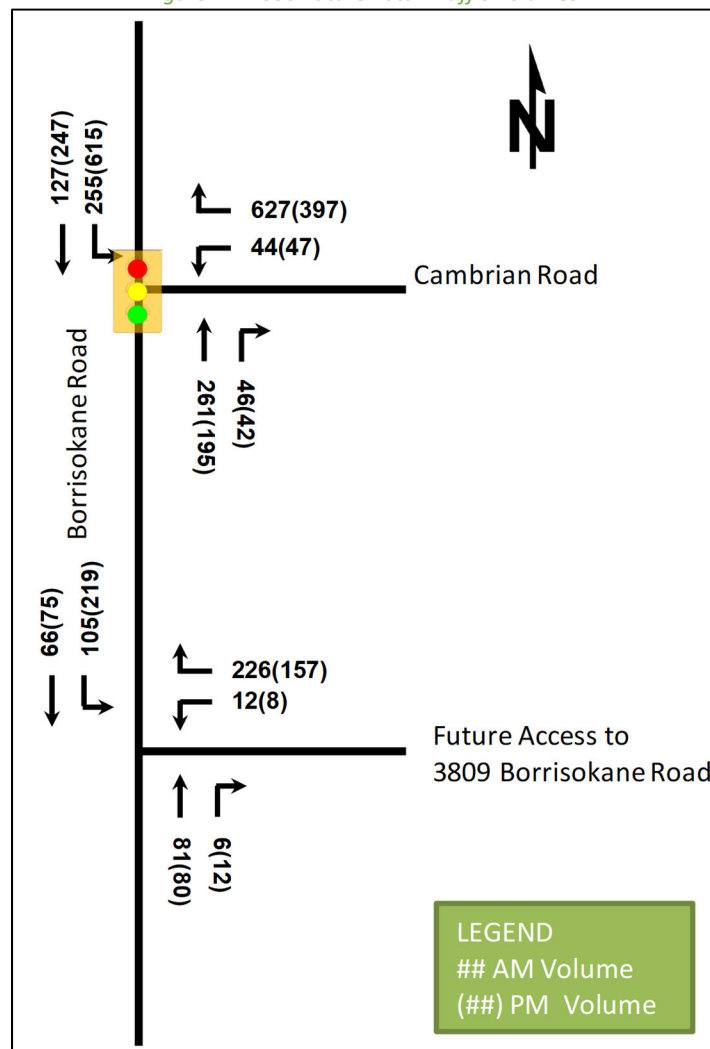 127(247)
255(615)
627(397)
44(47)
Cambrian Road
261(195)
46(42)
Borrisokane Road
66(75)
105(219)
226(157)
12(8)
Future Access to
3809 Borrisokane Road
81(80)
6(12)
N
LEGEND
## AM Volume
(##) PM Volume